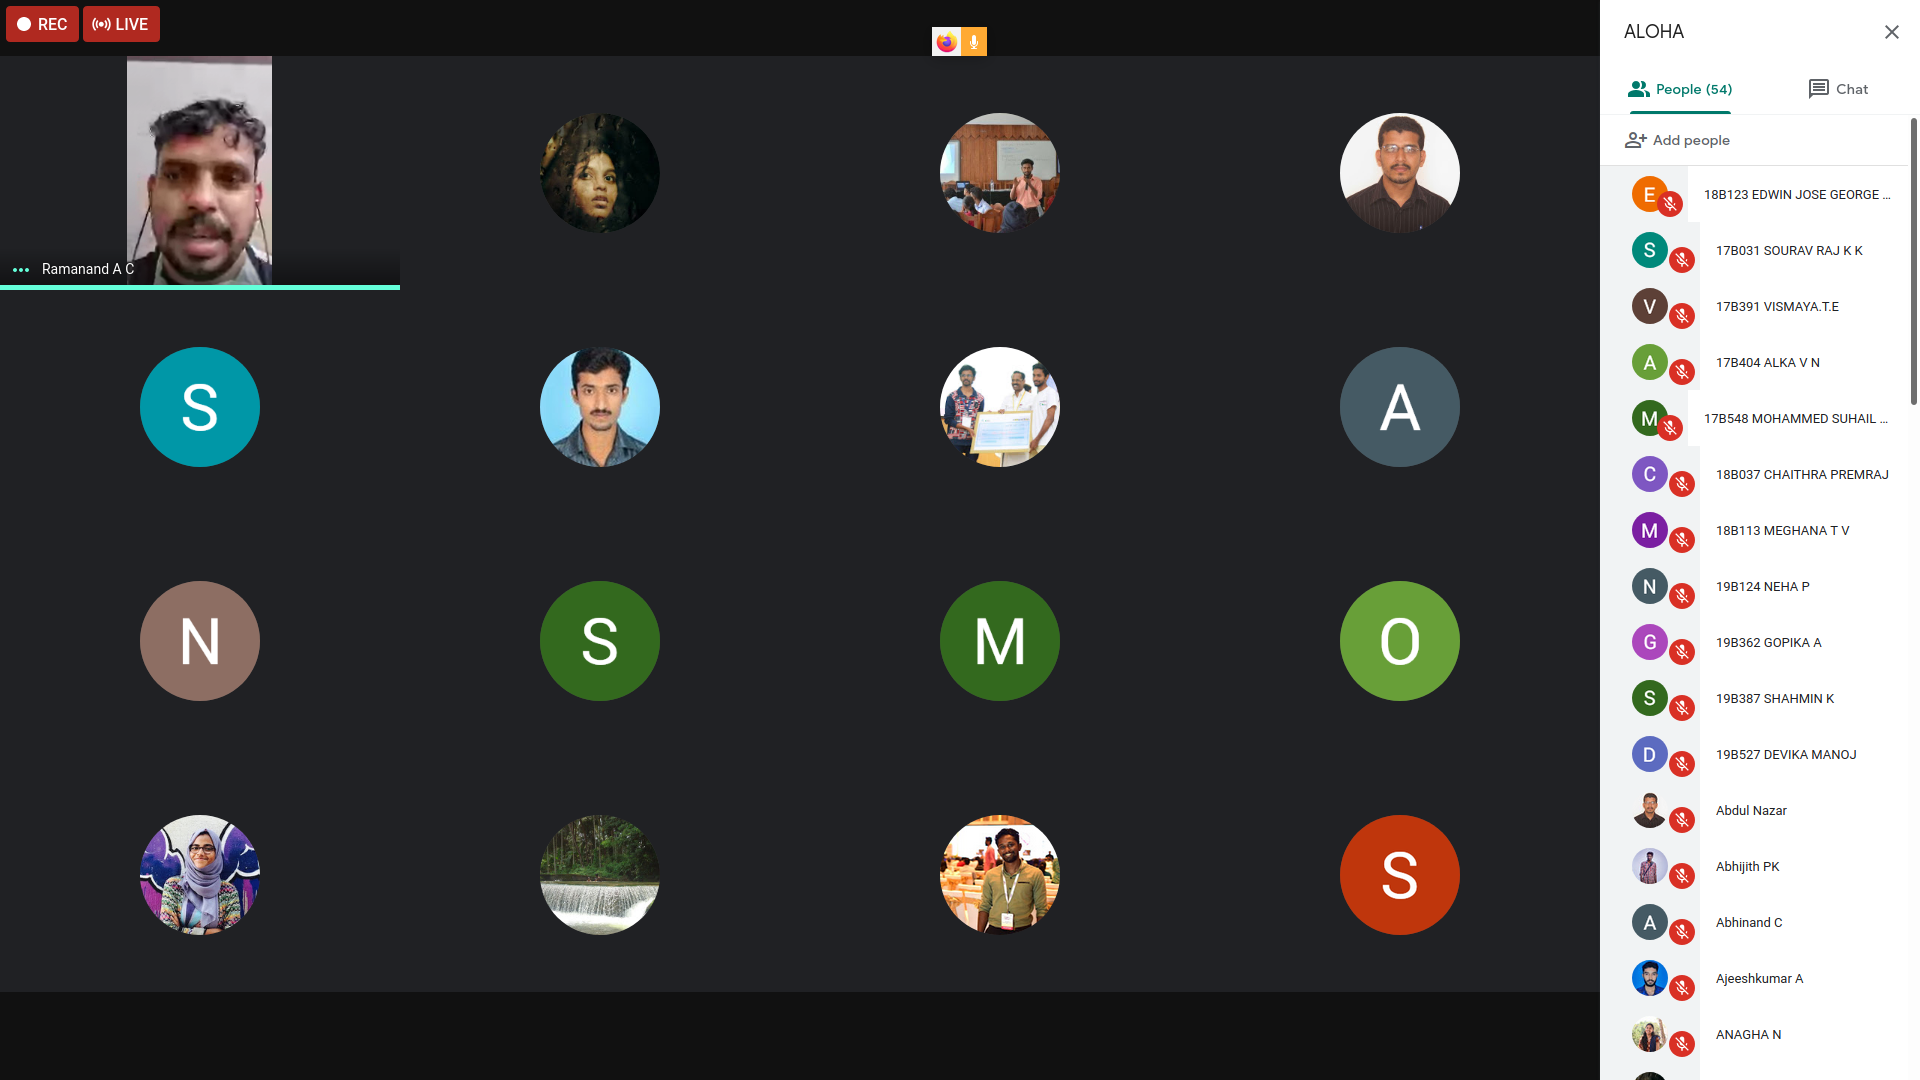 REC
LIVE
Ramanand A C
S
A
N
S
M
O
S
ALOHA
People (54)
Chat
Add people
E
18B123 EDWIN JOSE GEORGE ...
S
17B031 SOURAV RAJ K K
V
17B391 VISMAYA.T.E
A
17B404 ALKA V N
M
17B548 MOHAMMED SUHAIL ...
C
18B037 CHAITHRA PREMRAJ
M
18B113 MEGHANA T V
N
19B124 NEHA P
G
19B362 GOPIKA A
S
19B387 SHAHMIN K
D
19B527 DEVIKA MANOJ
Abdul Nazar
Abhijith PK
A
Abhinand C
Ajeeshkumar A
ANAGHA N